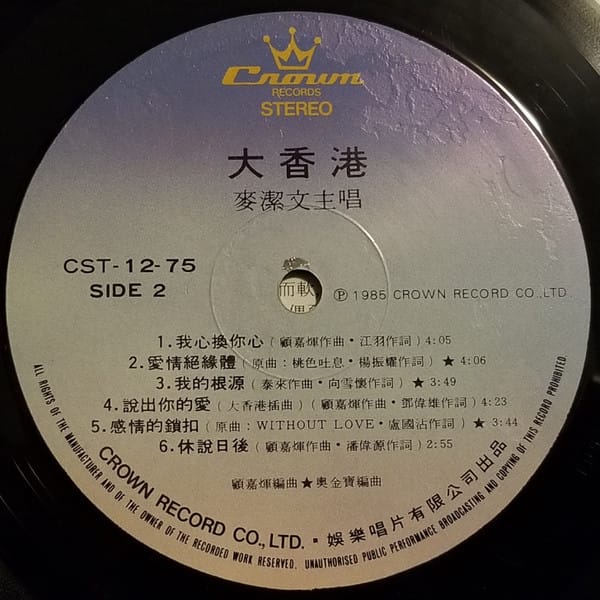 Crown
RECORDS
STEREO
大香港
麥潔文主唱
CST-12-75
SIDE 2
而軟
Ⓟ 1985 CROWN RECORD CO., LTD.
1.我心換你心(顧嘉煇作曲•江羽作詞)4:05
2.愛情絕緣體(原曲:桃色吐息•楊振耀作詞)★4:06
3.我的根源(泰來作曲•向雪懷作詞)★3:49
4.說出你的愛(大香港插曲)(顧嘉煇作曲•鄧偉雄作詞)4:23
5.感情的鎖扣(原曲:WITHOUT LOVE•盧國沾作詞)★3:44
6.休說日後(顧嘉煇作曲•潘偉源作詞)2:55
顧嘉煇編曲★奧金寶編曲
CROWN RECORD CO., LTD. • 娛樂唱片有限公司出品
ALL RIGHTS OF THE MANUFACTURER AND OF THE OWNER OF THE RECORDED WORK RESERVED. UNAUTHORISED PUBLIC PERFORMANCE BROADCASTING AND COPYING OF THIS RECORD PROHIBITED.